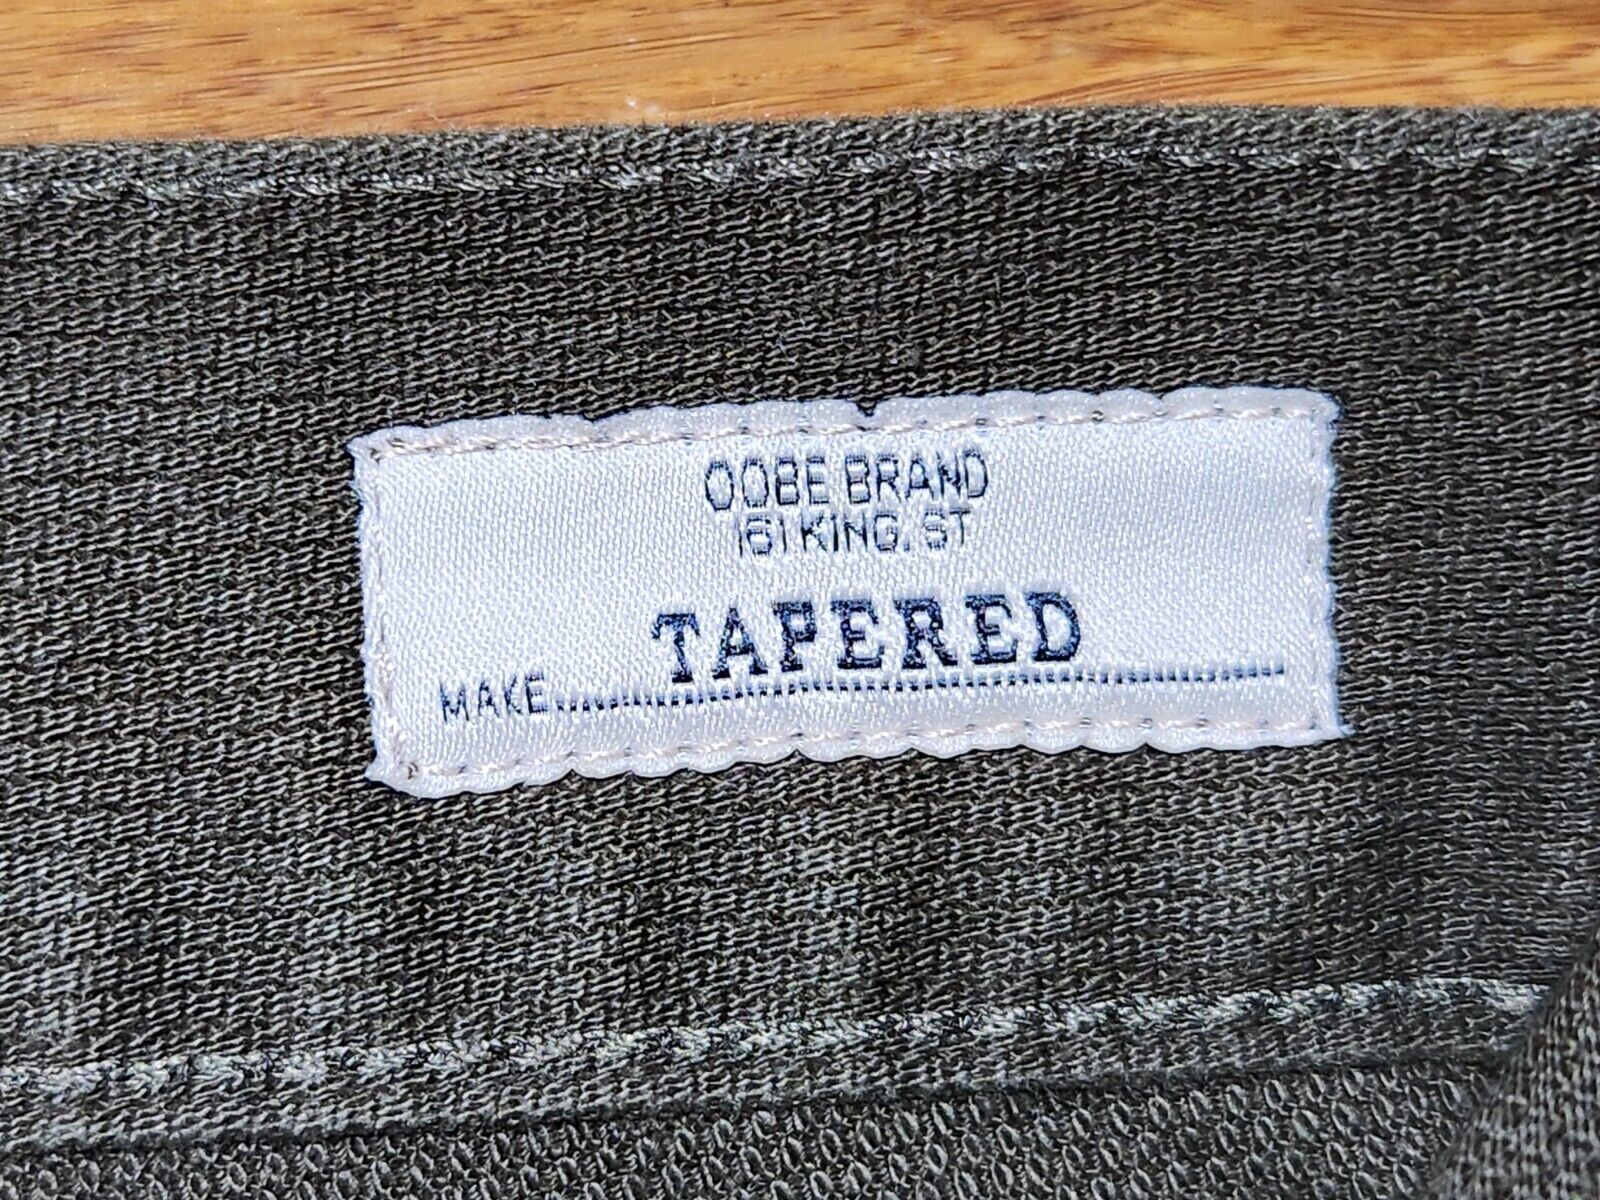 OOBE BRAND
161 KING. ST
TAPERED
MAKE